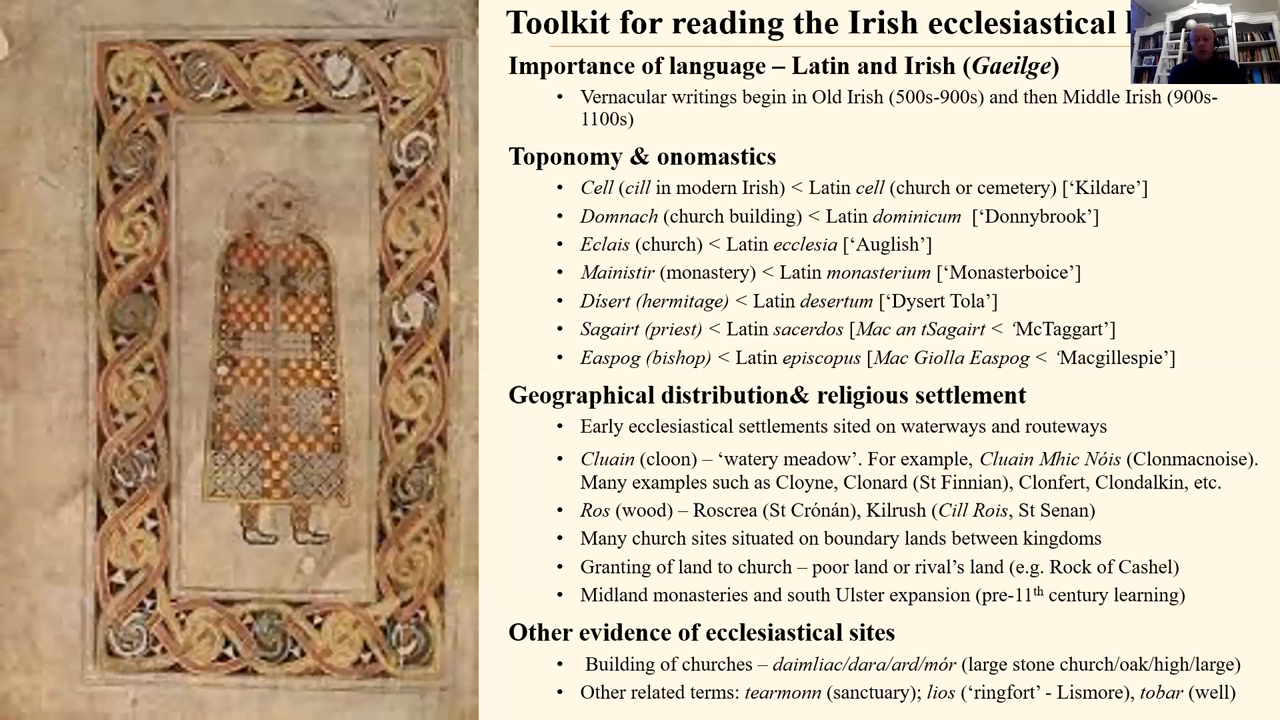 Toolkit for reading the Irish ecclesiastical
Importance of language – Latin and Irish (Gaeilge)
• Vernacular writings begin in Old Irish (500s-900s) and then Middle Irish (900s-
1100s)
Toponomy & onomastics
• Cell (cill in modern Irish) < Latin cell (church or cemetery) [‘Kildare’]
• Domnach (church building) < Latin dominicum [‘Donnybrook’]
• Eclais (church) < Latin ecclesia [‘Auglish’]
• Mainistir (monastery) < Latin monasterium [‘Monasterboice’]
• Dísert (hermitage) < Latin desertum [‘Dysert Tola’]
• Sagairt (priest) < Latin sacerdos [Mac an tSagairt < ‘McTaggart’]
• Easpog (bishop) < Latin episcopus [Mac Giolla Easpog < ‘Macgillespie’]
Geographical distribution& religious settlement
• Early ecclesiastical settlements sited on waterways and routeways
• Cluain (cloon) – ‘watery meadow’. For example, Cluain Mhic Nóis (Clonmacnoise).
Many examples such as Cloyne, Clonard (St Finnian), Clonfert, Clondalkin, etc.
• Ros (wood) – Roscrea (St Crónán), Kilrush (Cill Rois, St Senan)
• Many church sites situated on boundary lands between kingdoms
• Granting of land to church – poor land or rival’s land (e.g. Rock of Cashel)
• Midland monasteries and south Ulster expansion (pre-11th century learning)
Other evidence of ecclesiastical sites
• Building of churches – daimliac/dara/ard/mór (large stone church/oak/high/large)
• Other related terms: tearmonn (sanctuary); lios (‘ringfort’ - Lismore), tobar (well)